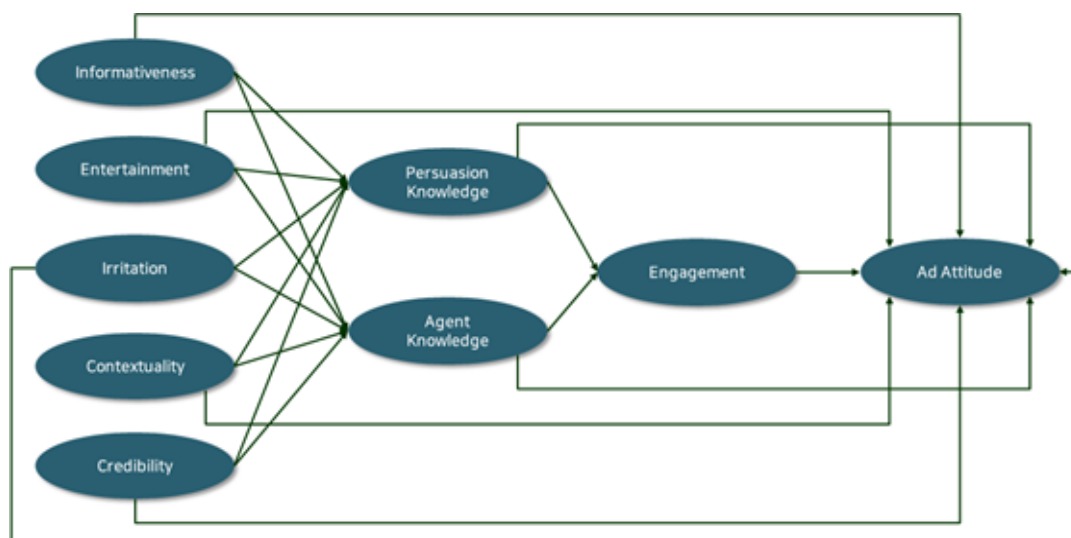 Informativeness
Entertainment
Irritation
Contextuality
Credibility
Persuasion
Knowledge
Agent
Knowledge
Engagement
Ad Attitude